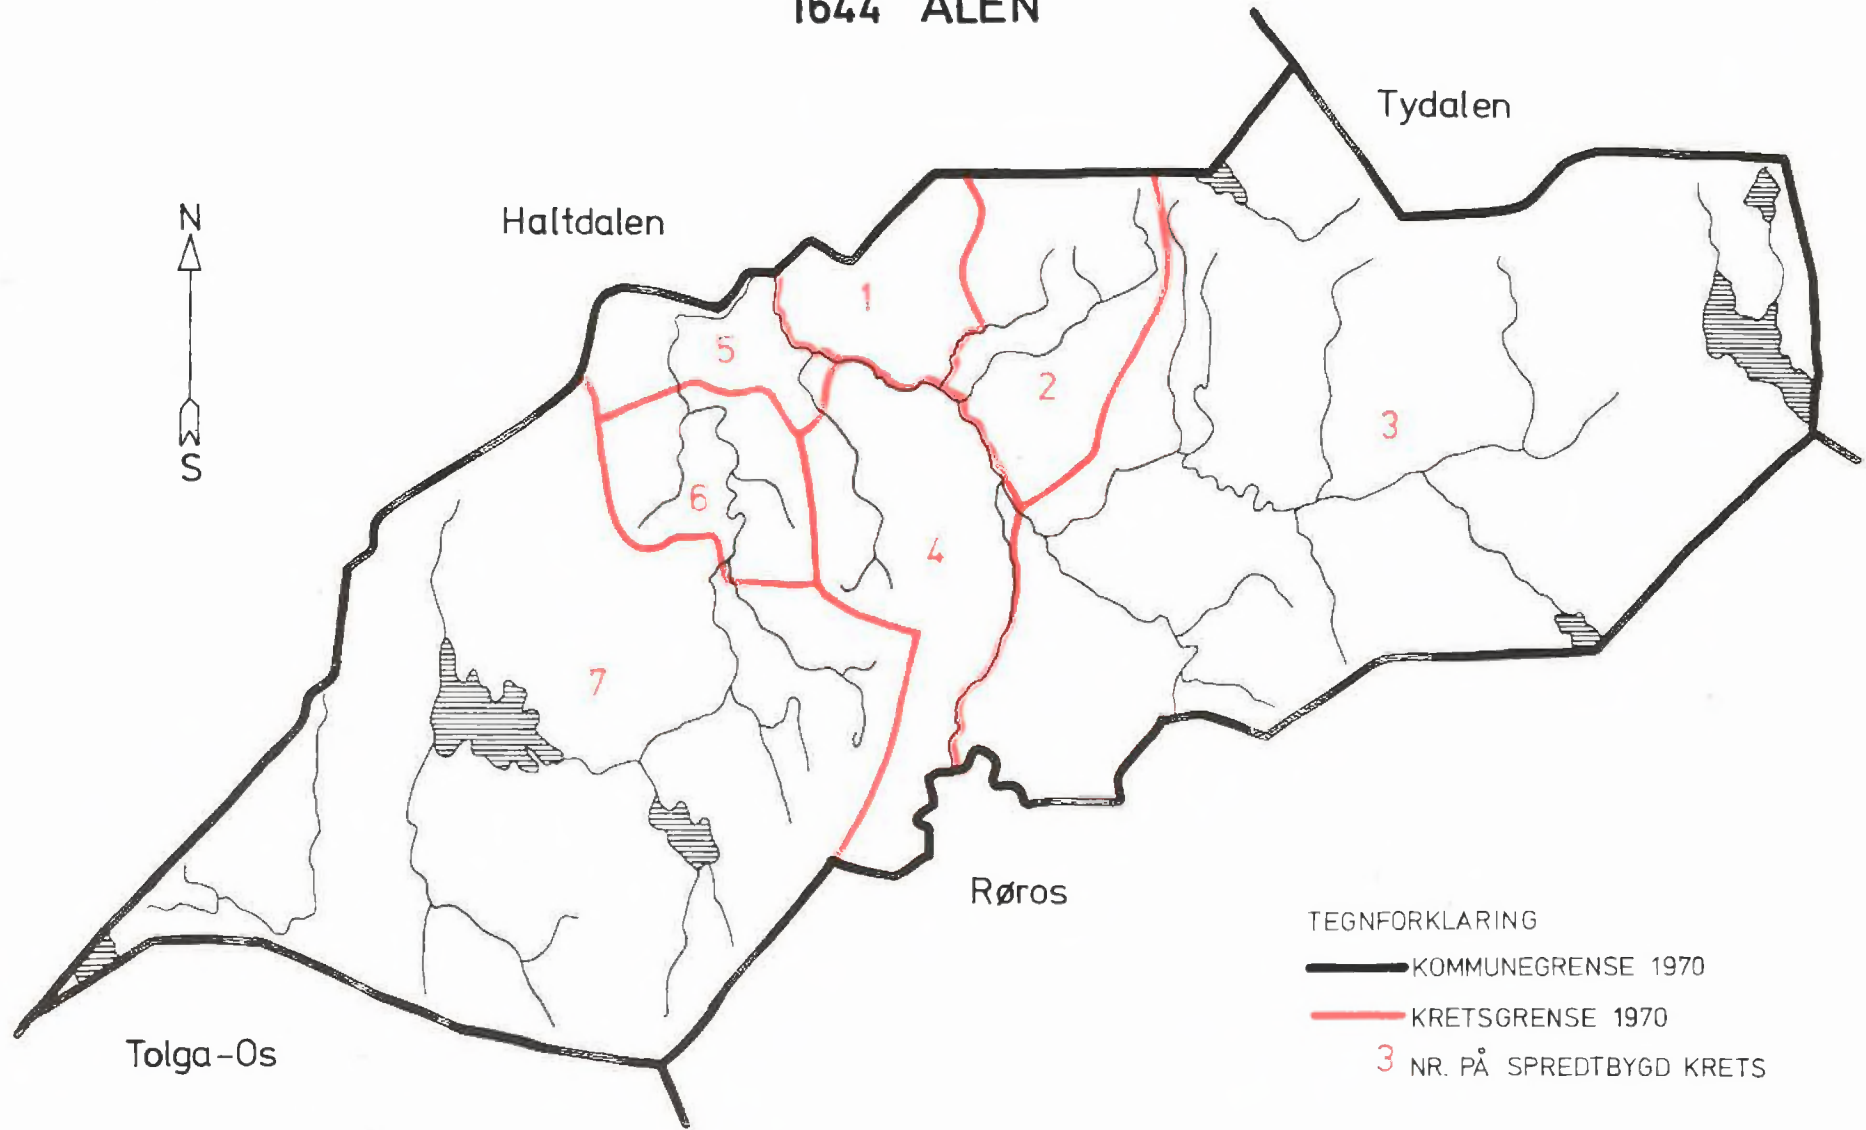 1644 ÅLEN
Tydalen
N
Haltdalen
1
5
2
3
S
6
4
7
Røros
TEGNFORKLARING
KOMMUNEGRENSE 1970
KRETSGRENSE 1970
Tolga-Os
3 NR. PÅ SPREDTBYGD KRETS